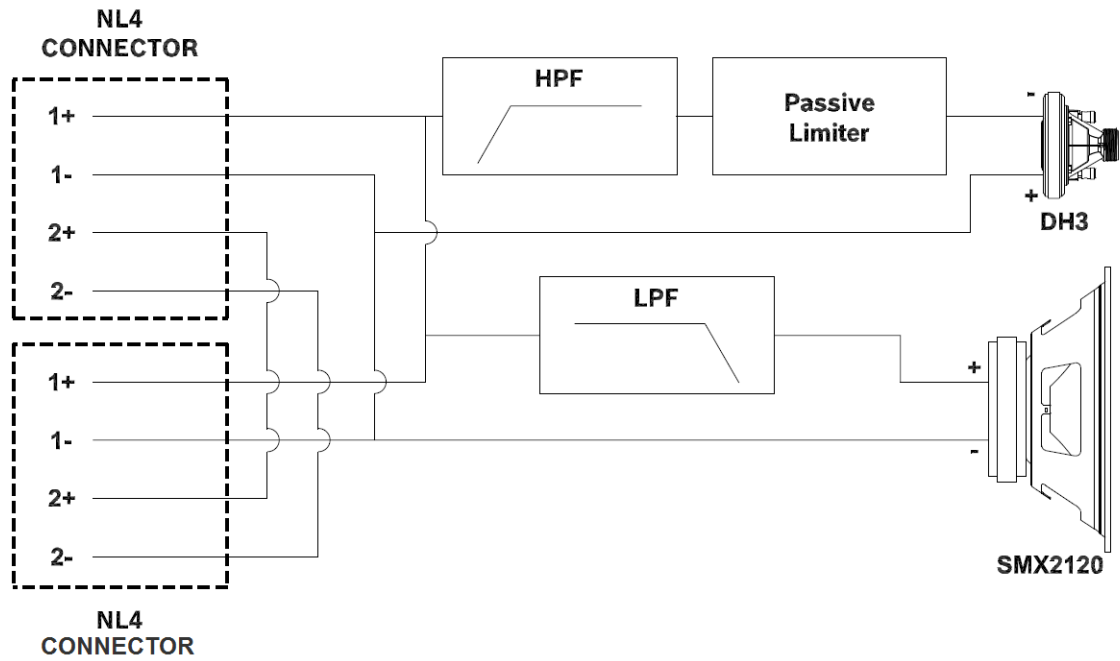 NL4
CONNECTOR
1+
1-
2+
2-
1+
1-
2+
2-
NL4
CONNECTOR
HPF
Passive
Limiter
-
+
DH3
LPF
+
-
SMX2120